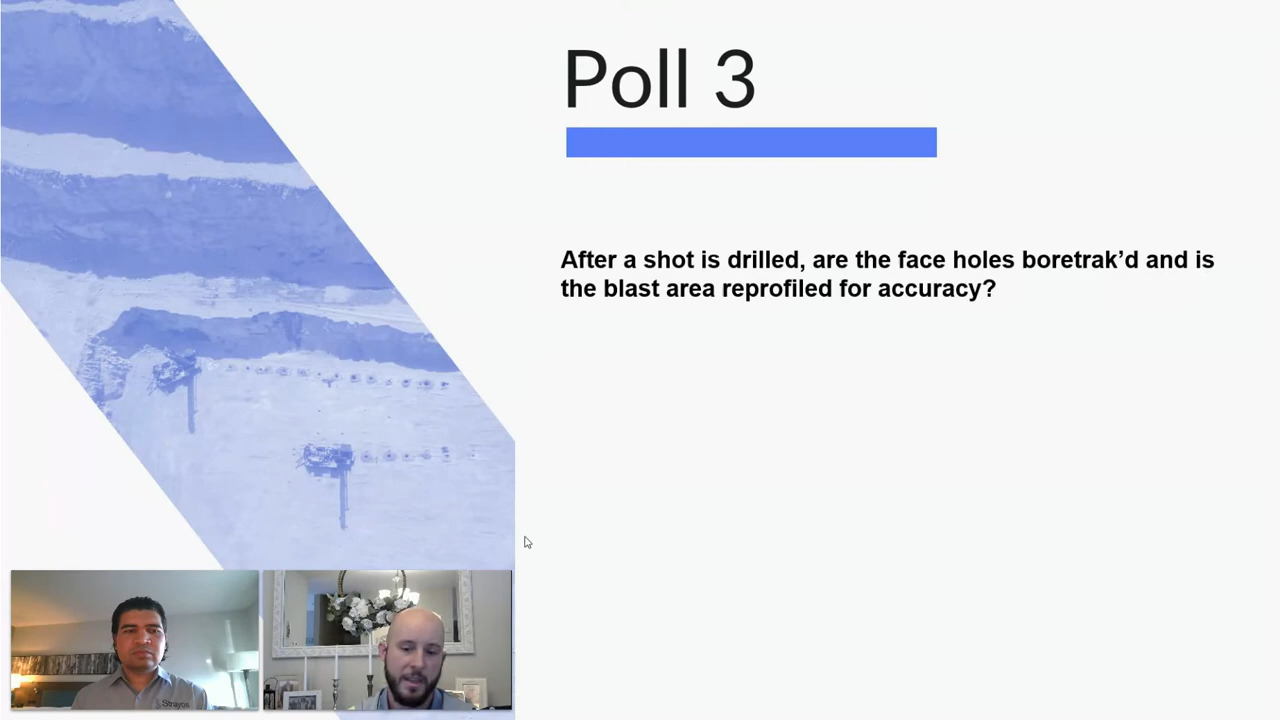 Poll 3
After a shot is drilled, are the face holes boretrak’d and is
the blast area reprofiled for accuracy?
Strayos